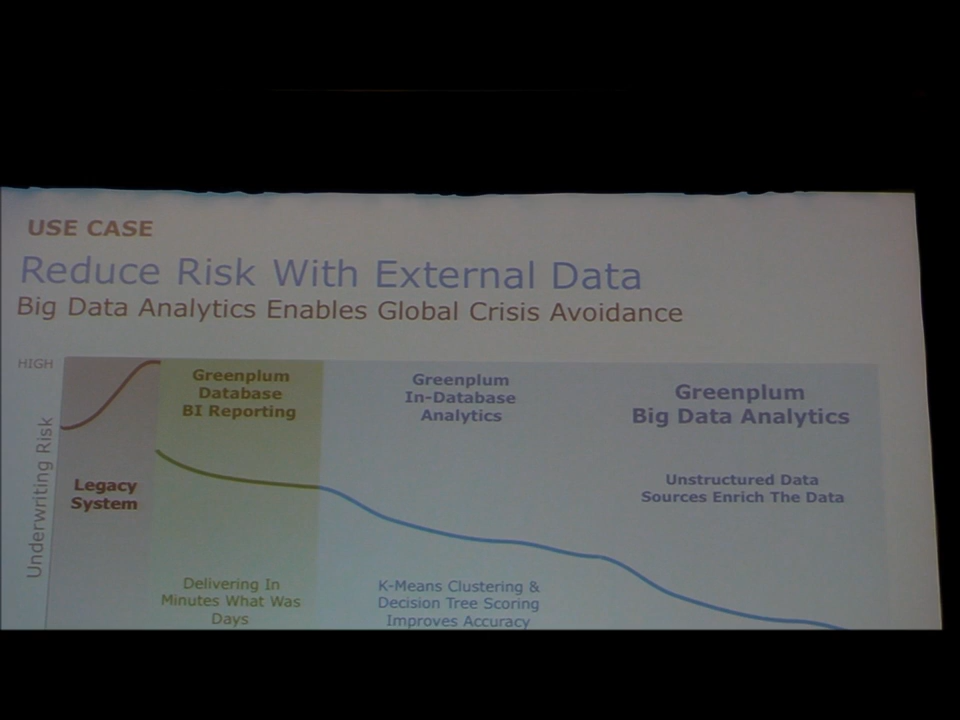 USE CASE
Reduce Risk With External Data
Big Data Analytics Enables Global Crisis Avoidance
HIGH
Underwriting Risk
Legacy
System
Greenplum
Database
BI Reporting
Delivering In
Minutes What Was
Days
Greenplum
In-Database
Analytics
K-Means Clustering &
Decision Tree Scoring
Improves Accuracy
Greenplum
Big Data Analytics
Unstructured Data
Sources Enrich The Data